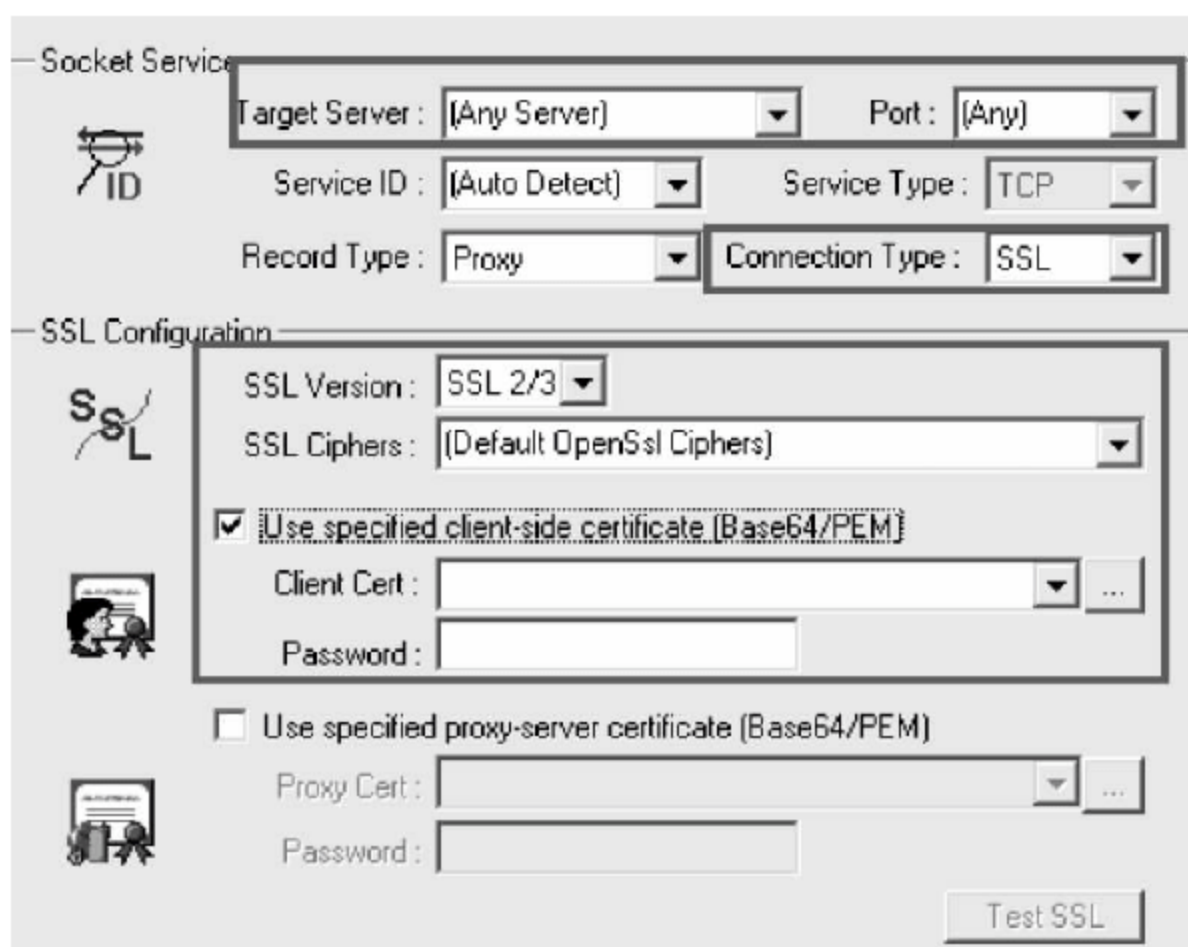 Socket Service
Target Server : (Any Server) Port : (Any)
ID
Service ID : (Auto Detect) Service Type : TCP
Record Type : Proxy Connection Type : SSL
SSL Configuration
SSL Version : SSL 2/3
SSL
SSL Ciphers : (Default OpenSsl Ciphers)
Use specified client-side certificate (Base64/PEM)
Client Cert : ...
Password :
Use specified proxy-server certificate (Base64/PEM)
Proxy Cert : ...
Password :
Test SSL